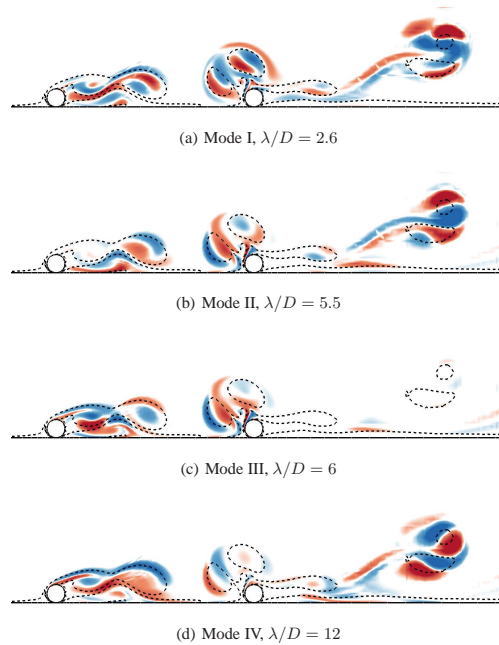 (a) Mode I, λ/D = 2.6
(b) Mode II, λ/D = 5.5
(c) Mode III, λ/D = 6
(d) Mode IV, λ/D = 12